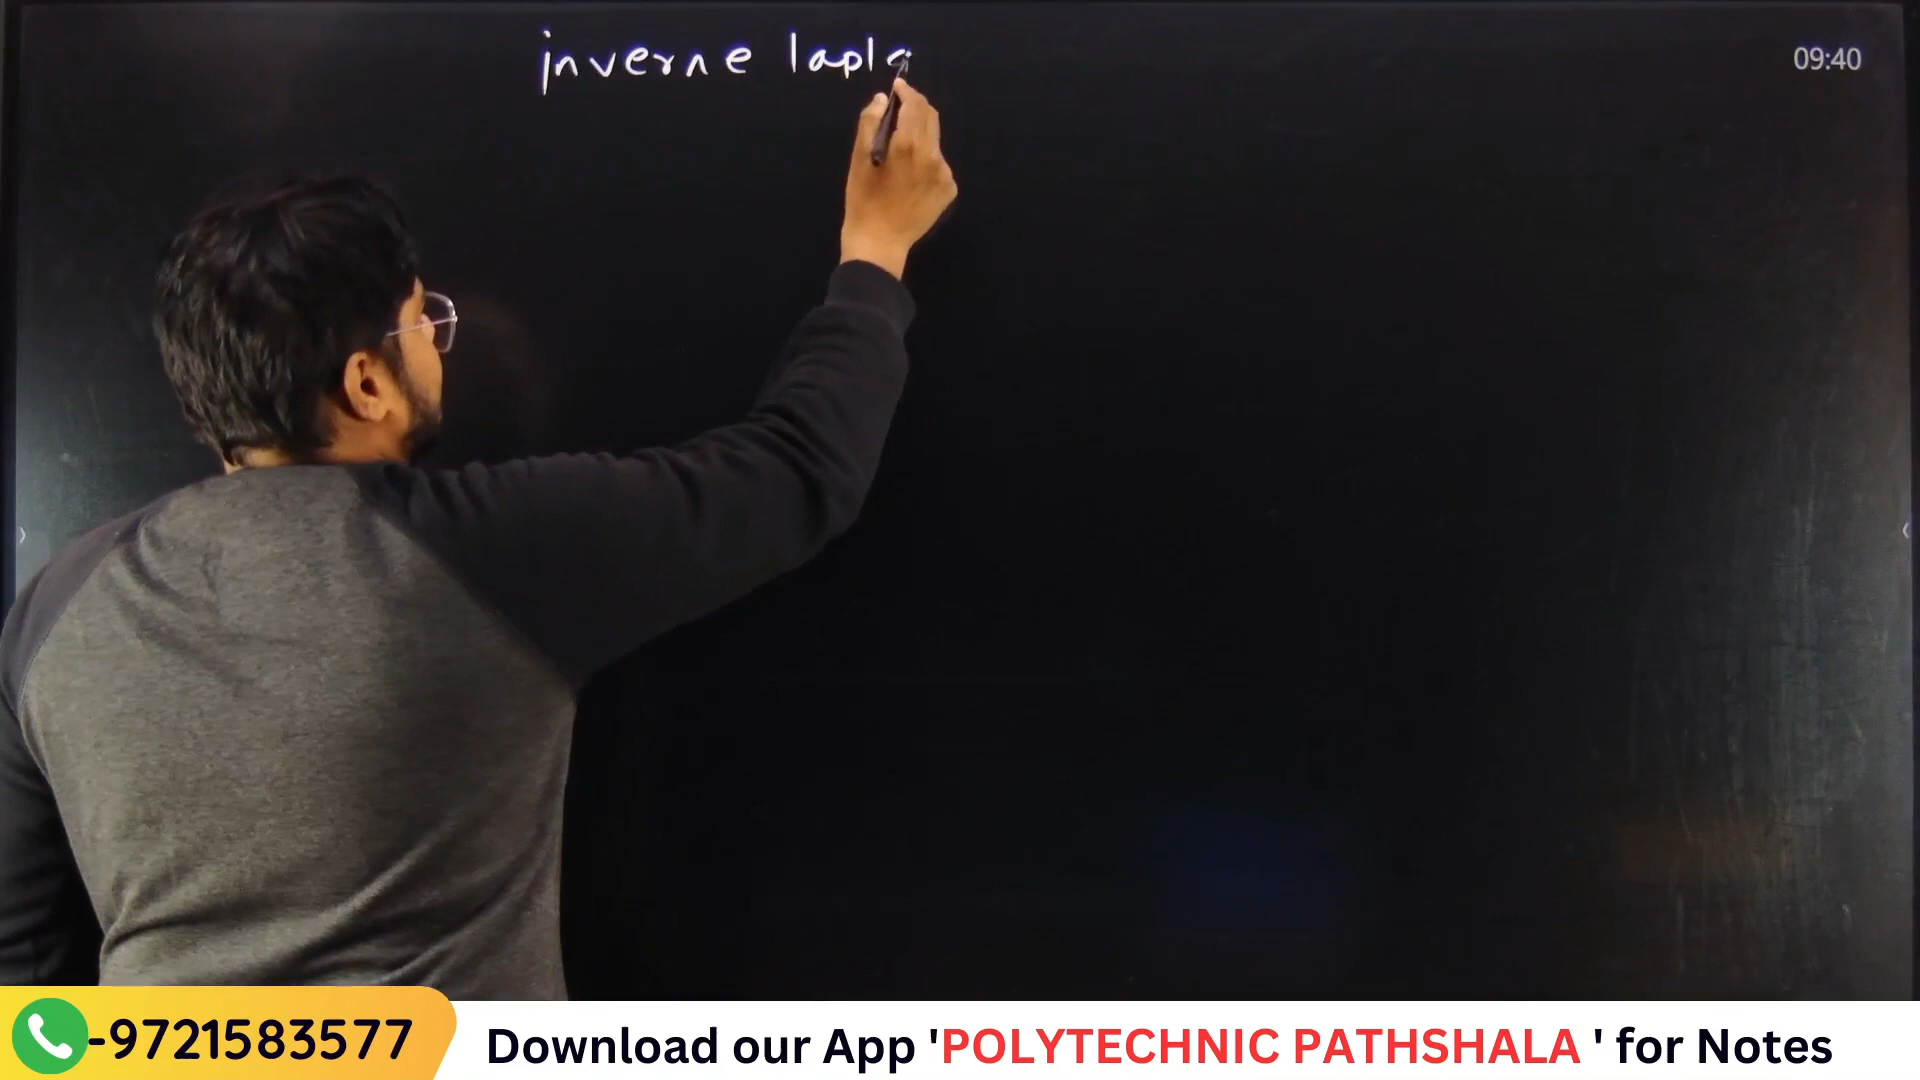 inverne lapla
09:40
-9721583577
Download our App 'POLYTECHNIC PATHSHALA ' for Notes